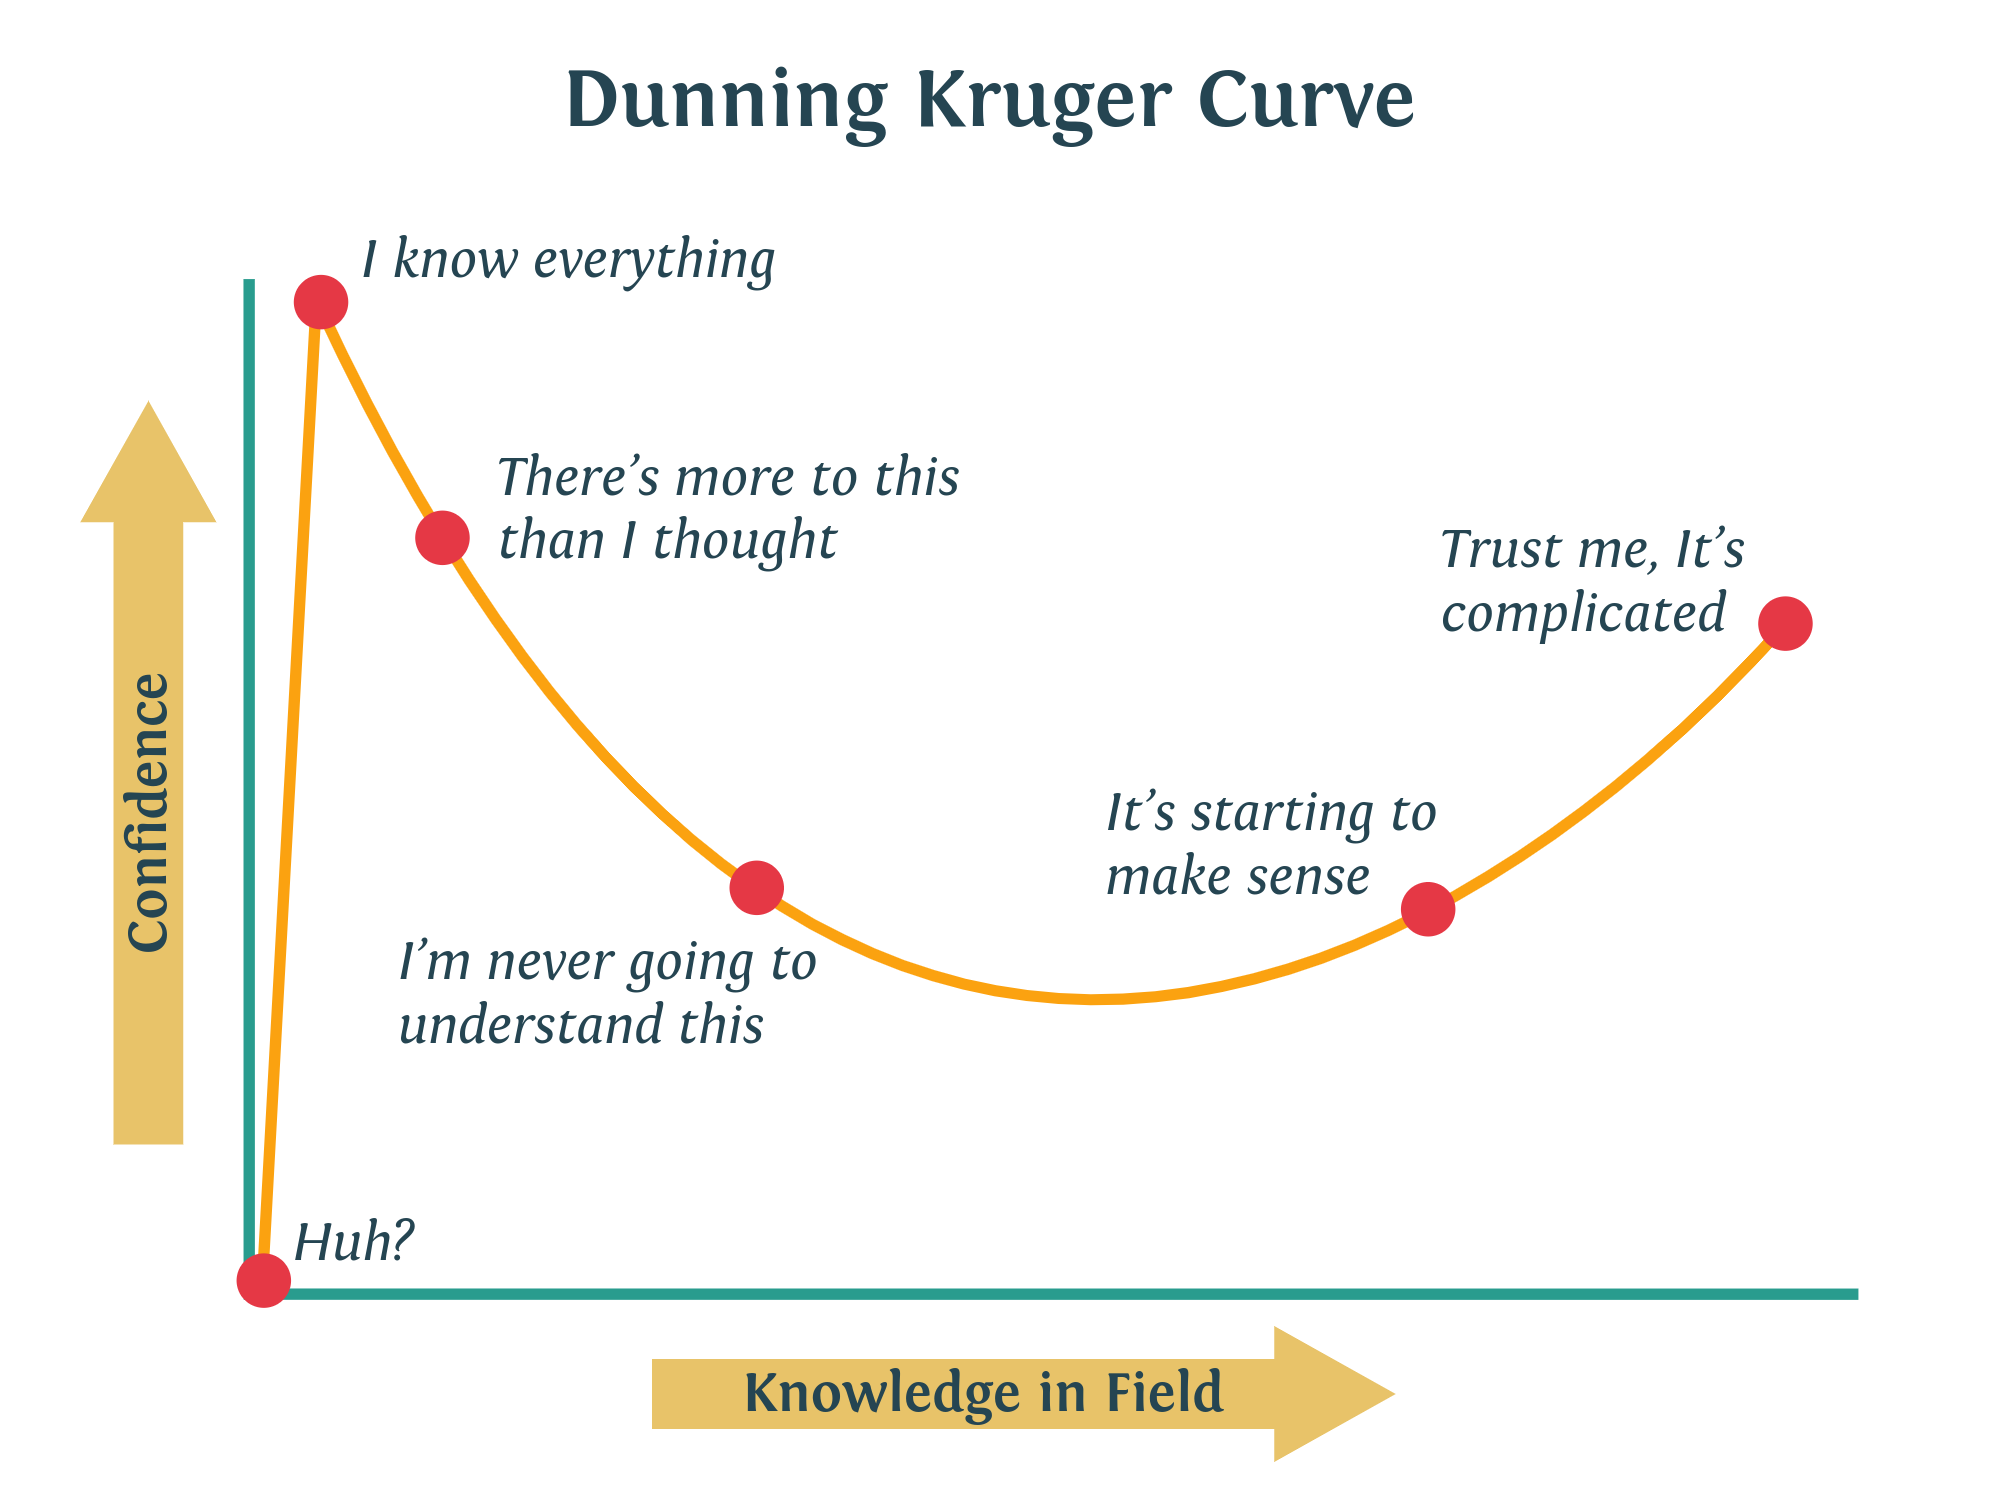 Dunning Kruger Curve
I know everything
There’s more to this
than I thought
Trust me, It’s
complicated
It’s starting to
make sense
I’m never going to
understand this
Huh?
Confidence
Knowledge in Field